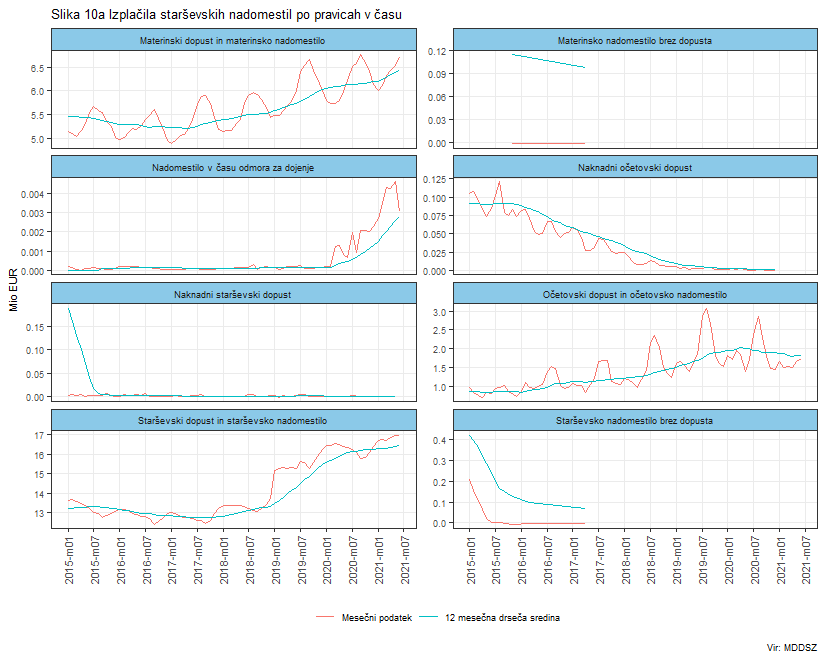 Slika 10a Izplačila starševskih nadomestil po pravicah v času
Materinski dopust in materinsko nadomestilo
Materinsko nadomestilo brez dopusta
6.5
6.0
5.5
5.0
0.12
0.09
0.06
0.03
0.00
Nadomestilo v času odmora za dojenje
Naknadni očetovski dopust
0.004
0.003
0.002
0.001
0.000
0.125
0.100
0.075
0.050
0.025
0.000
Mio EUR
Naknadni starševski dopust
Očetovski dopust in očetovsko nadomestilo
0.15
0.10
0.05
0.00
3.0
2.5
2.0
1.5
1.0
Starševski dopust in starševsko nadomestilo
Starševsko nadomestilo brez dopusta
17
16
15
14
13
0.4
0.3
0.2
0.1
0.0
2015-m01
2015-m07
2016-m01
2016-m07
2017-m01
2017-m07
2018-m01
2018-m07
2019-m01
2019-m07
2020-m01
2020-m07
2021-m01
2021-m07
2015-m01
2015-m07
2016-m01
2016-m07
2017-m01
2017-m07
2018-m01
2018-m07
2019-m01
2019-m07
2020-m01
2020-m07
2021-m01
2021-m07
Mesečni podatek
12 mesečna drseča sredina
Vir: MDDSZ